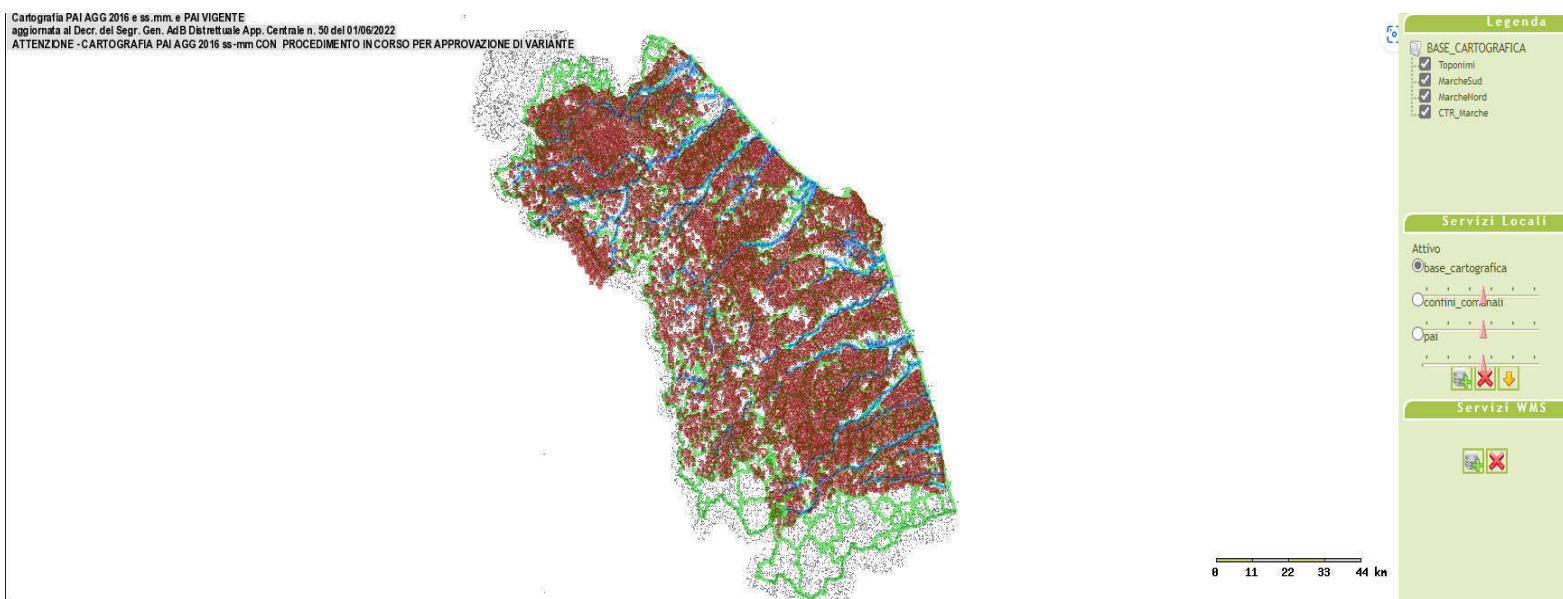 Cartografia PAI AGG 2016 e ss.mm. e PAI VIGENTE
aggiornata al Decr. del Segr. Gen. AdB Distrettuale App. Centrale n. 50 del 01/06/2022
ATTENZIONE - CARTOGRAFIA PAI AGG 2016 ss-mm CON PROCEDIMENTO IN CORSO PER APPROVAZIONE DI VARIANTE
Legenda
BASE_CARTOGRAFICA
Toponimi
MarcheSud
MarcheNord
CTR_Marche
Servizi Locali
Attivo
base_cartografica
pai
Servizi WMS
0 11 22 33 44 km